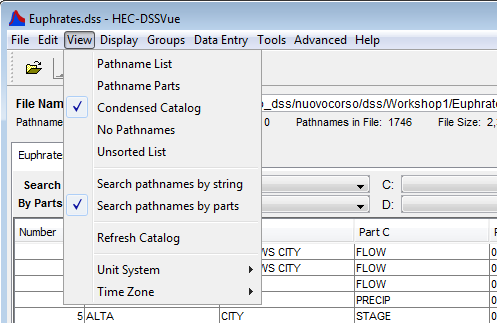 Euphrates.dss - HEC-DSSVue
File Edit View Display Groups Data Entry Tools Advanced Help
Pathname List
Pathname Parts
Condensed Catalog
No Pathnames
Unsorted List
Search pathnames by string
Search pathnames by parts
Refresh Catalog
Unit System
Time Zone
File Nam o_dss/nuovocorso/dss/Workshop1/Euphrates
Pathname 0 Pathnames in File: 1746 File Size: 2,
Euphrates
Search C:
By Parts D:
Number Part C
WS CITY FLOW 0
WS CITY FLOW 0
FLOW 0
PRECIP 0
5 ALTA CITY STAGE 0